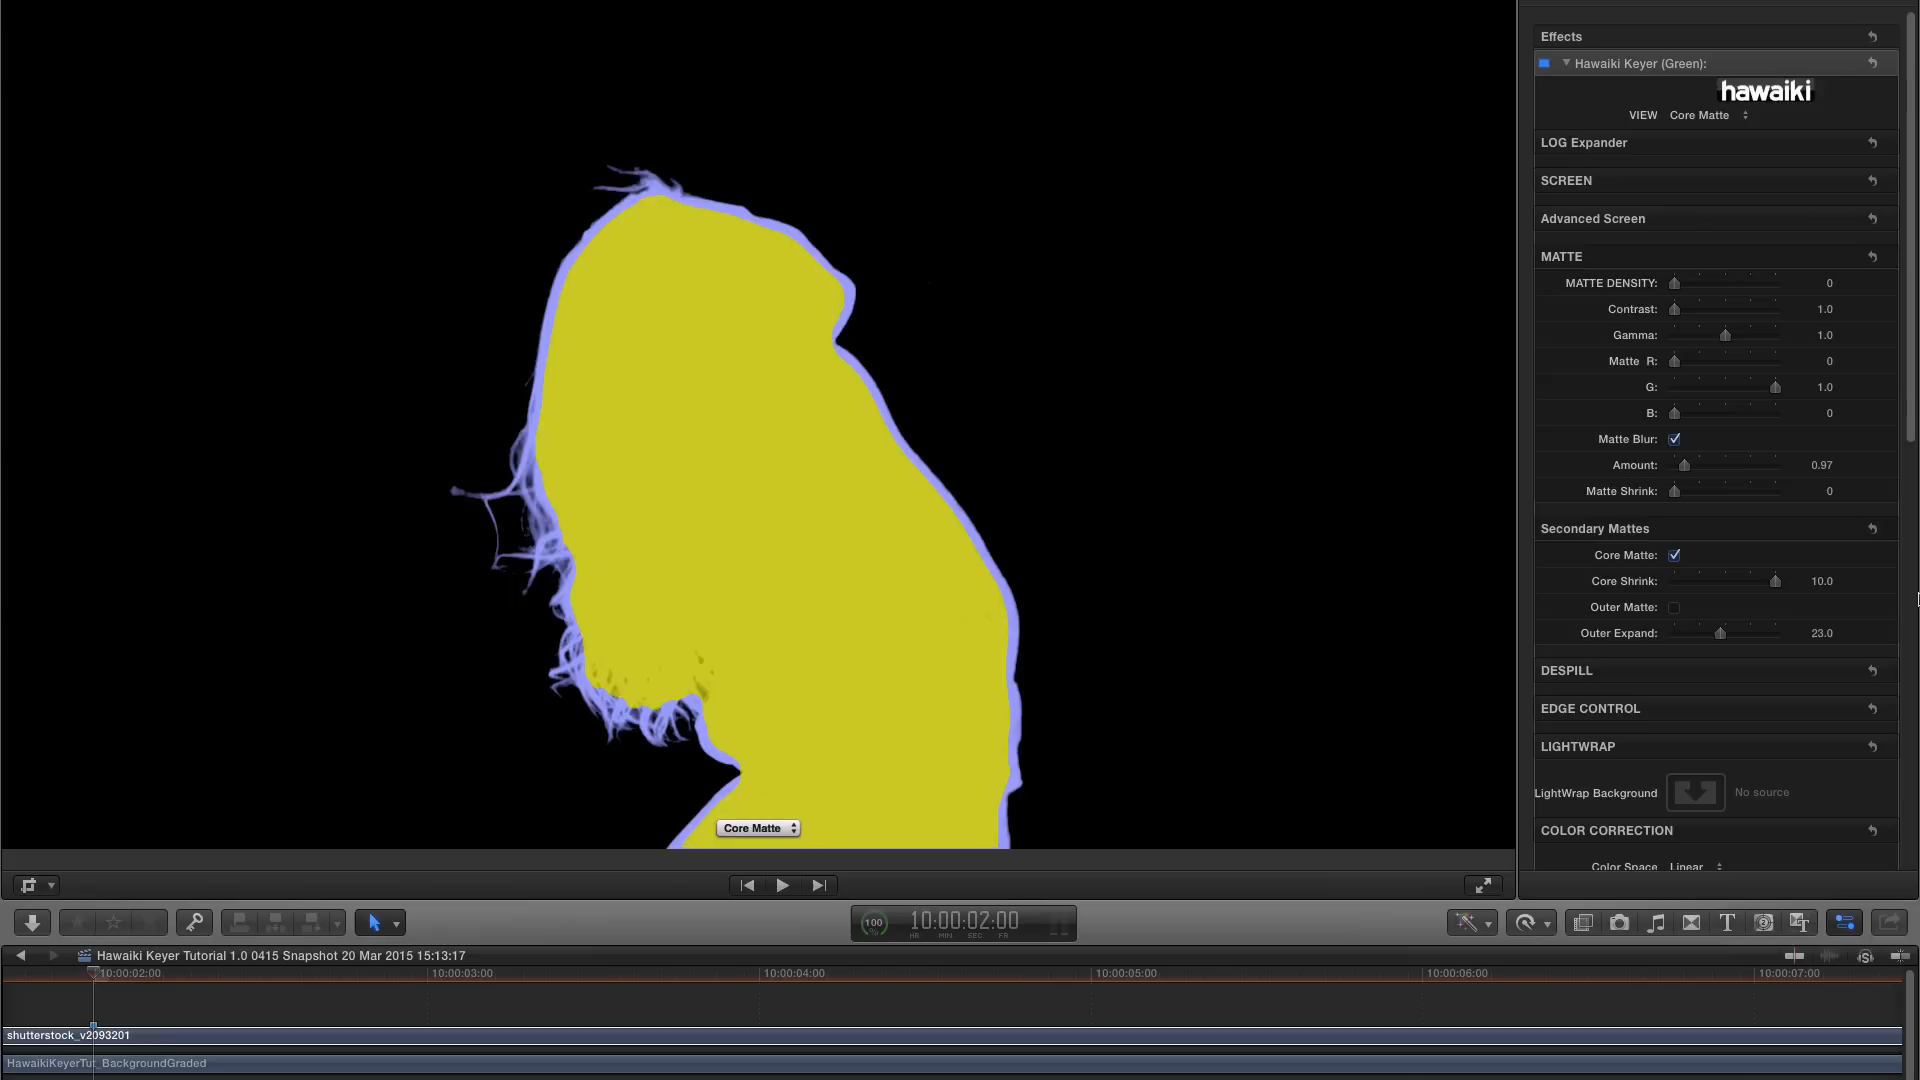 Effects
Hawaiki Keyer (Green):
hawaiki
VIEW Core Matte
LOG Expander
SCREEN
Advanced Screen
MATTE
MATTE DENSITY: 0
Contrast: 1.0
Gamma: 1.0
Matte R: 0
G: 1.0
B: 0
Matte Blur:
Amount: 0.97
Matte Shrink: 0
Secondary Mattes
Core Matte:
Core Shrink: 10.0
Outer Matte:
Outer Expand: 23.0
DESPILL
EDGE CONTROL
LIGHTWRAP
LightWrap Background No source
COLOR CORRECTION
Color Space Linear
Core Matte
100 %
10:00:02:00
HR MIN SEC FR
Hawaiki Keyer Tutorial 1.0 0415 Snapshot 20 Mar 2015 15:13:17
10:00:02:00 10:00:03:00 10:00:04:00 10:00:05:00 10:00:06:00 10:00:07:00
shutterstock_v2093201
HawaikiKeyerTut_BackgroundGraded